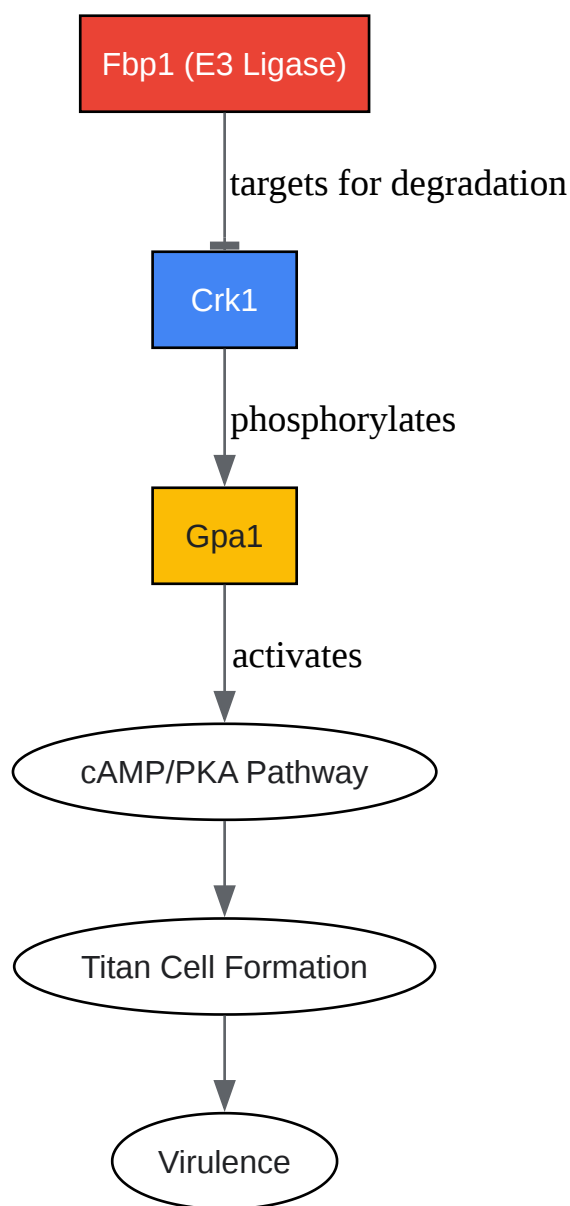 Fbp1 (E3 Ligase)
targets for degradation
Crk1
phosphorylates
Gpa1
activates
cAMP/PKA Pathway
Titan Cell Formation
Virulence